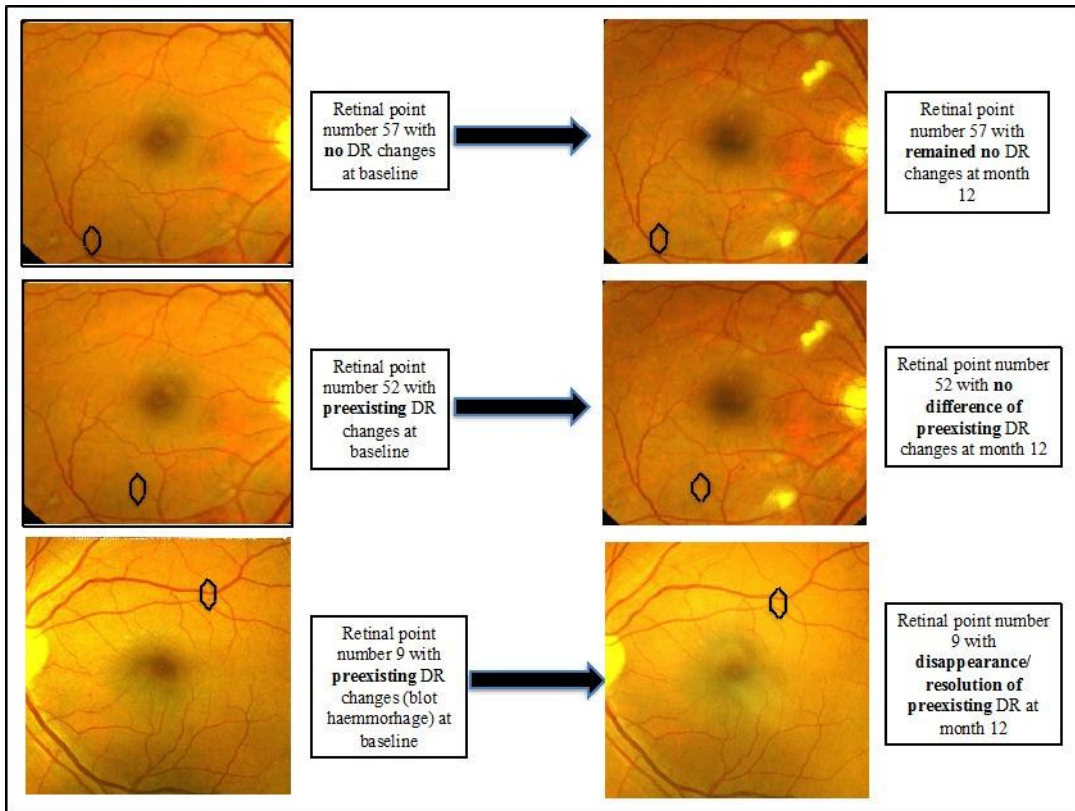 Retinal point
number 57 with
no DR changes
at baseline
Retinal point
number 57 with
remained no DR
changes at month
12
Retinal point
number 52 with
preexisting DR
changes at
baseline
Retinal point number
52 with no
difference of
preexisting DR
changes at month 12
Retinal point
number 9 with
preexisting DR
changes (blot
haemmorhage) at
baseline
Retinal point number
9 with
disappearance/
resolution of
preexisting DR at
month 12